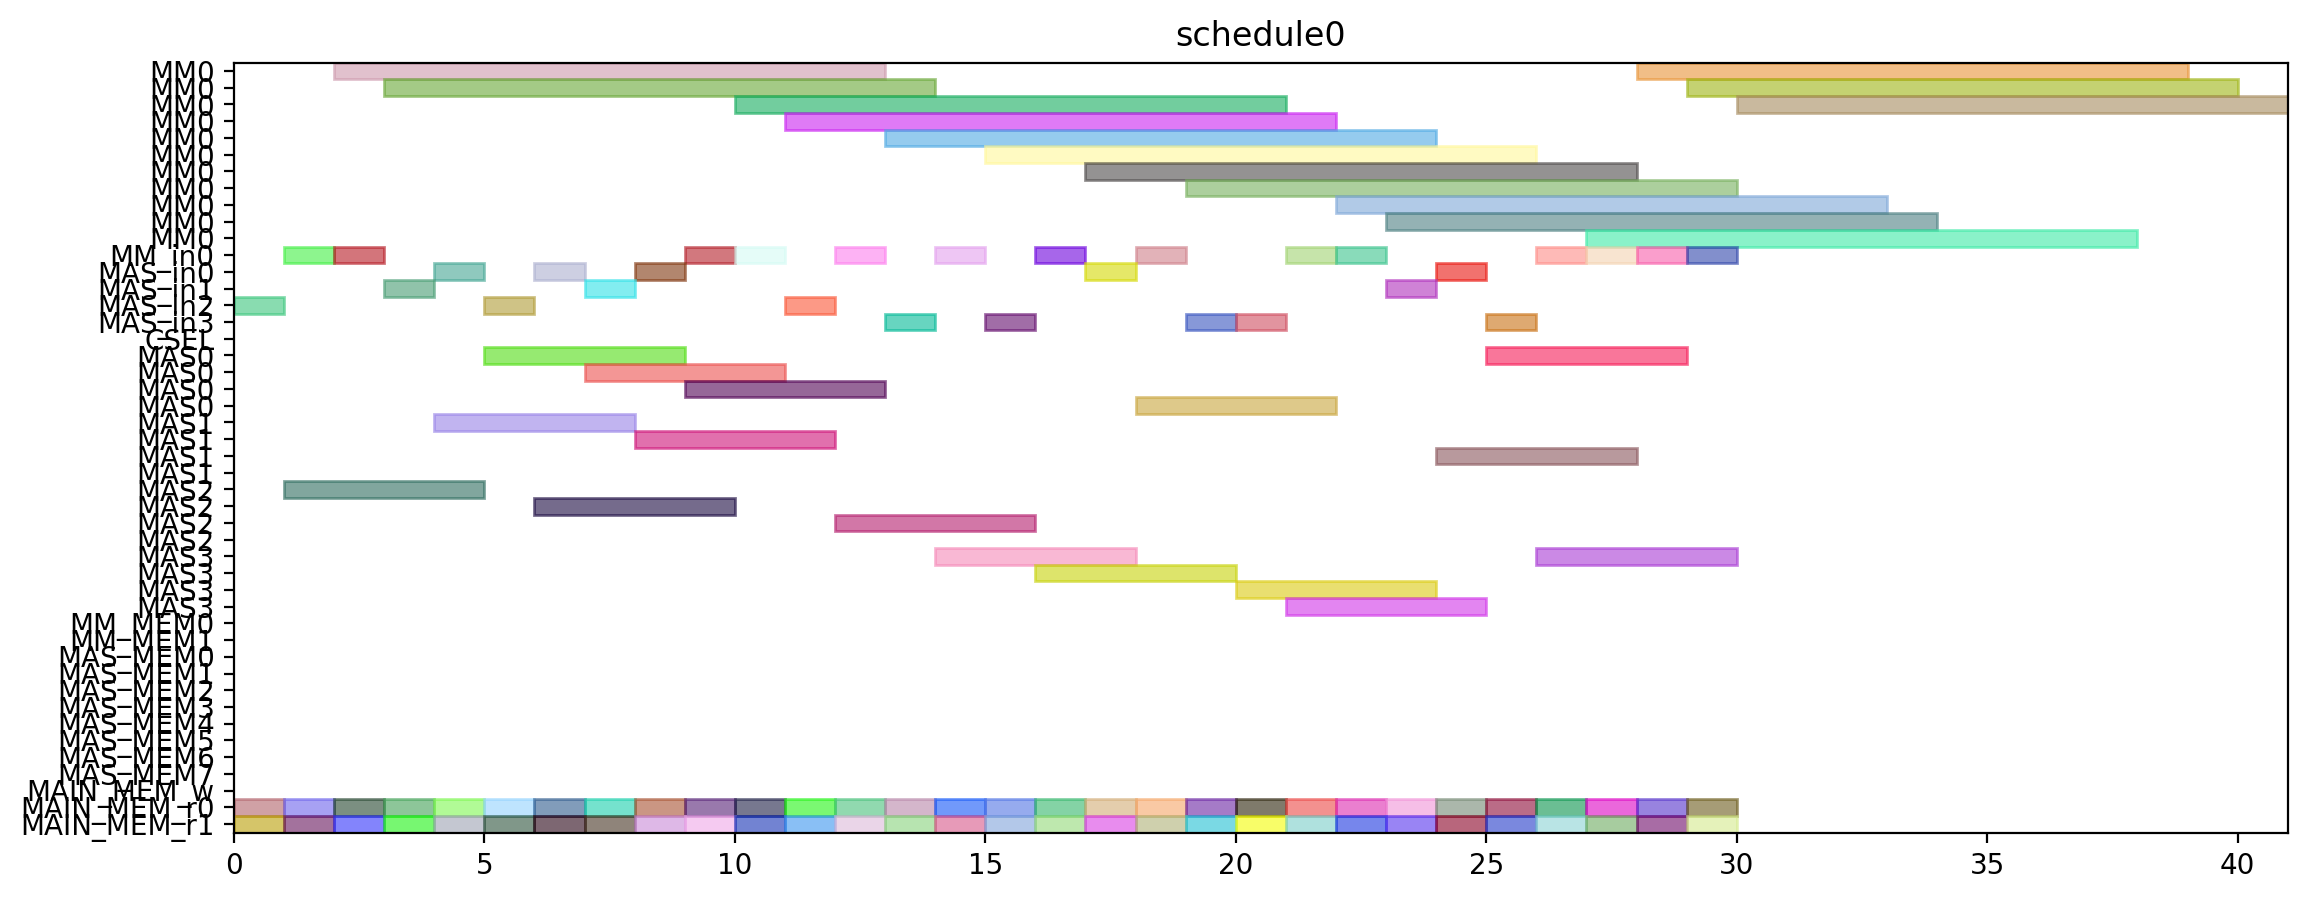 schedule0
MM0
MM0
MM0
MM0
MM0
MM0
MM0
MM0
MM0
MM0
MM0
MM_in0
MAS_in0
MAS_in1
MAS_in2
MAS_in3
CSEL
MAS0
MAS0
MAS0
MAS0
MAS1
MAS1
MAS1
MAS1
MAS2
MAS2
MAS2
MAS2
MAS3
MAS3
MAS3
MAS3
MM_MEM0
MM_MEM1
MAS_MEM0
MAS_MEM1
MAS_MEM2
MAS_MEM3
MAS_MEM4
MAS_MEM5
MAS_MEM6
MAS_MEM7
MAIN_MEM_w
MAIN_MEM_r0
MAIN_MEM_r1
0 5 10 15 20 25 30 35 40